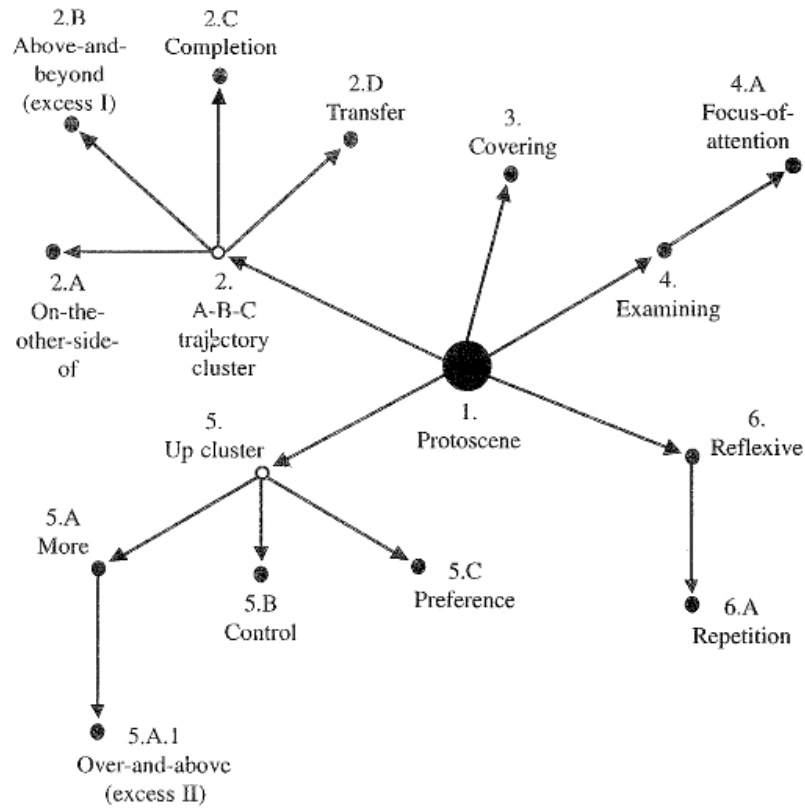 2.B
Above-and-
beyond
(excess I)
2.C
Completion
2.D
Transfer
3.
Covering
4.A
Focus-of-
attention
2.A
On-the-
other-side-
of
2.
A-B-C
trajectory
cluster
4.
Examining
1.
Protoscene
5.
Up cluster
6.
Reflexive
5.A
More
5.B
Control
5.C
Preference
6.A
Repetition
5.A.1
Over-and-above
(excess II)